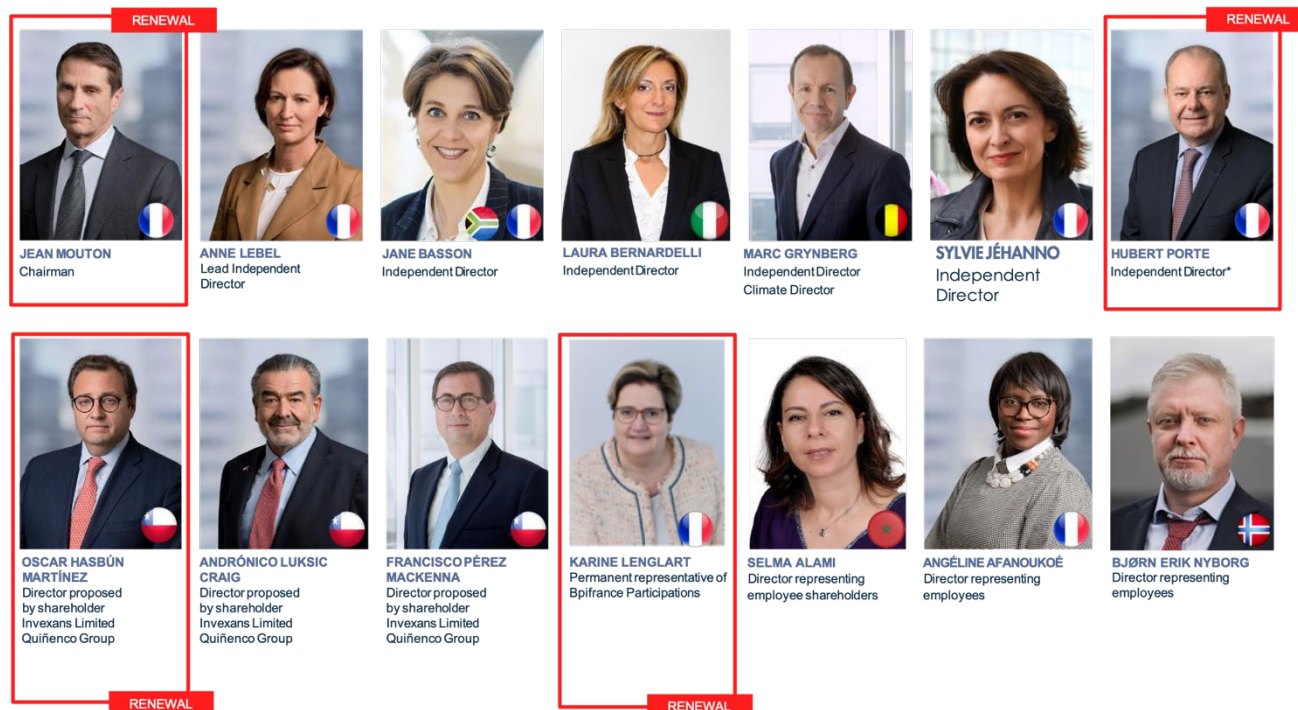 RENEWAL
RENEWAL
JEAN MOUTON
Chairman
ANNE LEBEL
Lead Independent
Director
JANE BASSON
Independent Director
LAURA BERNARDELLI
Independent Director
MARC GRYNBERG
Independent Director
Climate Director
SYLVIE JÉHANNO
Independent
Director
HUBERT PORTE
Independent Director*
OSCAR HASBÚN
MARTÍNEZ
Director proposed
by shareholder
Invexans Limited
Quiñenco Group
ANDRÓNICO LUKSIC
CRAIG
Director proposed
by shareholder
Invexans Limited
Quiñenco Group
FRANCISCO PÉREZ
MACKENNA
Director proposed
by shareholder
Invexans Limited
Quiñenco Group
KARINE LENGLART
Permanent representative of
Bpifrance Participations
SELMA ALAMI
Director representing
employee shareholders
ANGÉLINE AFANOUKOÉ
Director representing
employees
BJØRN ERIK NYBORG
Director representing
employees
RENEWAL
RENEWAL